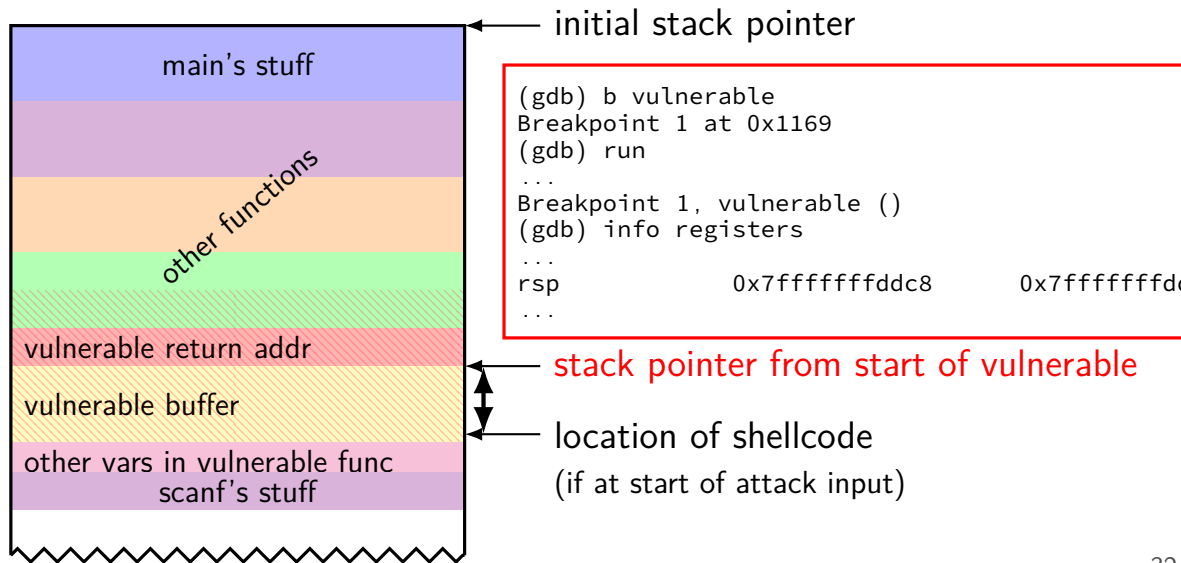 initial stack pointer
main's stuff
(gdb) b vulnerable
Breakpoint 1 at 0x1169
(gdb) run
...
Breakpoint 1, vulnerable ()
(gdb) info registers
...
rsp 0x7fffffffddc8
...
other functions
vulnerable return addr
stack pointer from start of vulnerable
vulnerable buffer
location of shellcode
(if at start of attack input)
other vars in vulnerable func
scanf's stuff